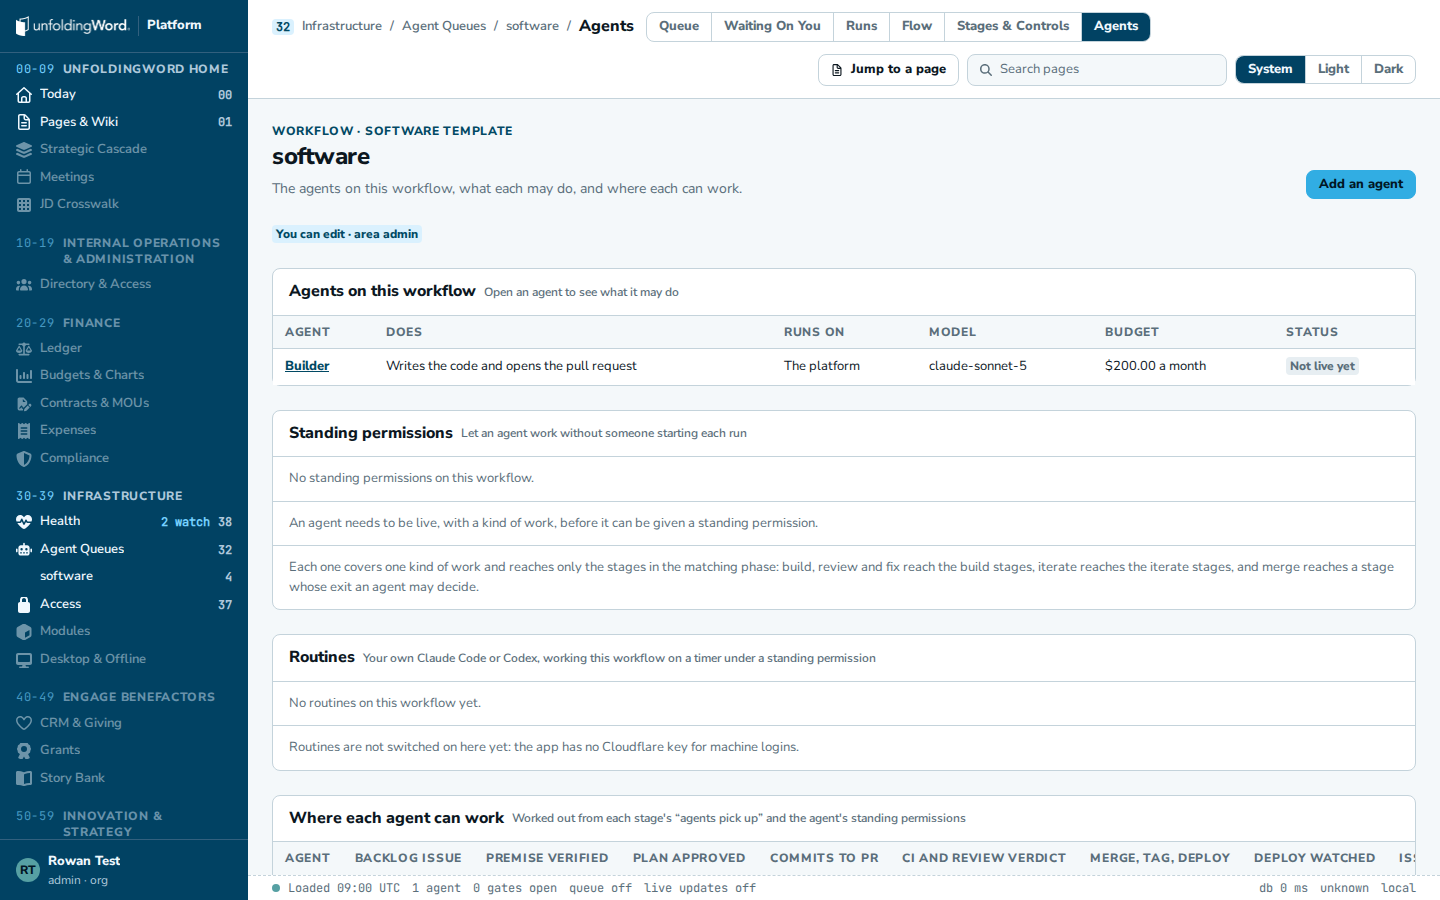 unfoldingWord. Platform
00-09 UNFOLDINGWORD HOME
Today 00
Pages & Wiki 01
Strategic Cascade
Meetings
JD Crosswalk
10-19 INTERNAL OPERATIONS
& ADMINISTRATION
Directory & Access
20-29 FINANCE
Ledger
Budgets & Charts
Contracts & MOUs
Expenses
Compliance
30-39 INFRASTRUCTURE
Health 2 watch 38
Agent Queues 32
software 4
Access 37
Modules
Desktop & Offline
40-49 ENGAGE BENEFACTORS
CRM & Giving
Grants
Story Bank
50-59 INNOVATION &
STRATEGY
RT Rowan Test
admin · org
32 Infrastructure / Agent Queues / software / Agents
Queue Waiting On You Runs Flow Stages & Controls Agents
Jump to a page Search pages System Light Dark
WORKFLOW · SOFTWARE TEMPLATE
software
The agents on this workflow, what each may do, and where each can work.
Add an agent
You can edit · area admin
Agents on this workflow Open an agent to see what it may do
AGENT DOES RUNS ON MODEL BUDGET STATUS
Builder Writes the code and opens the pull request The platform claude-sonnet-5 $200.00 a month Not live yet
Standing permissions Let an agent work without someone starting each run
No standing permissions on this workflow.
An agent needs to be live, with a kind of work, before it can be given a standing permission.
Each one covers one kind of work and reaches only the stages in the matching phase: build, review and fix reach the build stages, iterate reaches the iterate stages, and merge reaches a stage
whose exit an agent may decide.
Routines Your own Claude Code or Codex, working this workflow on a timer under a standing permission
No routines on this workflow yet.
Routines are not switched on here yet: the app has no Cloudflare key for machine logins.
Where each agent can work Worked out from each stage's “agents pick up” and the agent's standing permissions
AGENT BACKLOG ISSUE PREMISE VERIFIED PLAN APPROVED COMMITS TO PR CI AND REVIEW VERDICT MERGE, TAG, DEPLOY DEPLOY WATCHED
Loaded 09:00 UTC 1 agent 0 gates open queue off live updates off db 0 ms unknown local